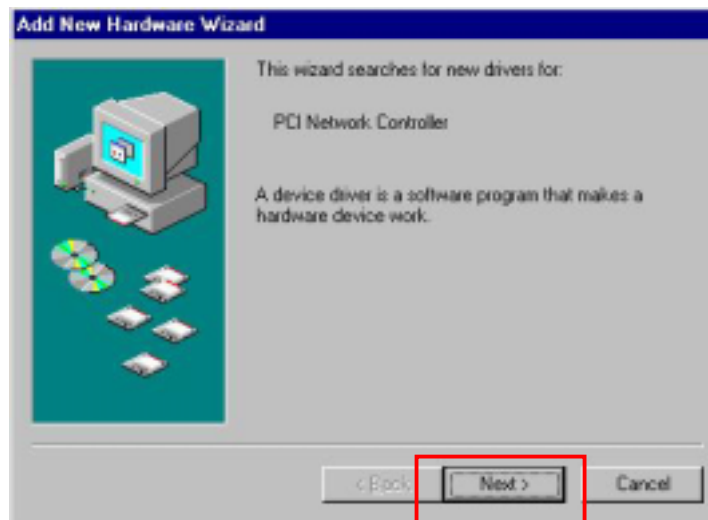 Add New Hardware Wizard
This wizard searches for new drivers for:
PCI Network Controller
A device driver is a software program that makes a
hardware device work.
< Back
Next >
Cancel